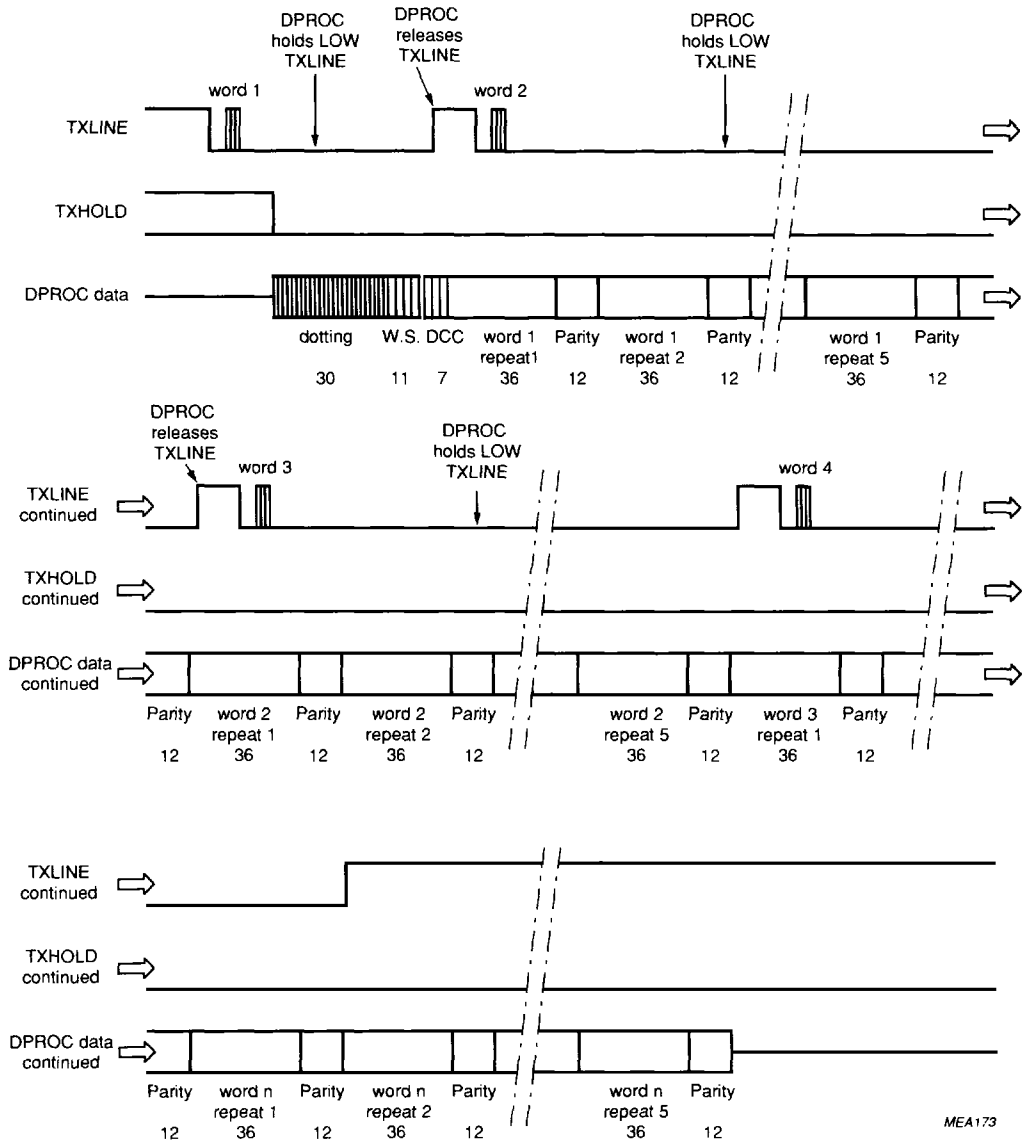 DPROC
holds LOW
TXLINE
DPROC
releases
TXLINE
DPROC
holds LOW
TXLINE
word 1
word 2
TXLINE
TXHOLD
DPROC data
dotting
W.S.
DCC
word 1
repeat1
Parity
word 1
repeat 2
Parity
word 1
repeat 5
Parity
30 11 7 36 12 36 12 36 12
DPROC
releases
TXLINE
DPROC
holds LOW
TXLINE
word 3
word 4
TXLINE
continued
TXHOLD
continued
DPROC data
continued
Parity
word 2
repeat 1
Parity
word 2
repeat 2
Parity
word 2
repeat 5
Parity
word 3
repeat 1
Parity
12 36 12 36 12 36 12 36 12
TXLINE
continued
TXHOLD
continued
DPROC data
continued
Parity
word n
repeat 1
Parity
word n
repeat 2
Parity
word n
repeat 5
Parity
12 36 12 36 12 36 12
MEA173